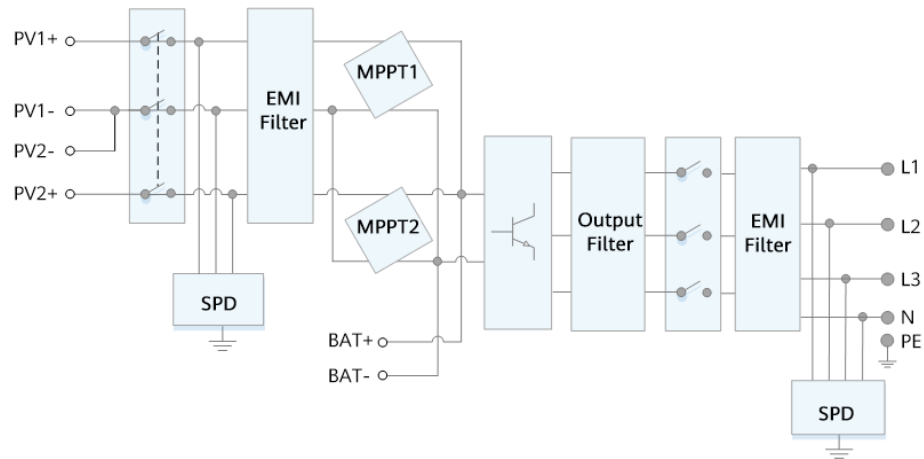 PV1+
PV1-
PV2-
PV2+
EMI
Filter
MPPT1
MPPT2
SPD
BAT+
BAT-
Output
Filter
EMI
Filter
L1
L2
L3
N
PE
SPD